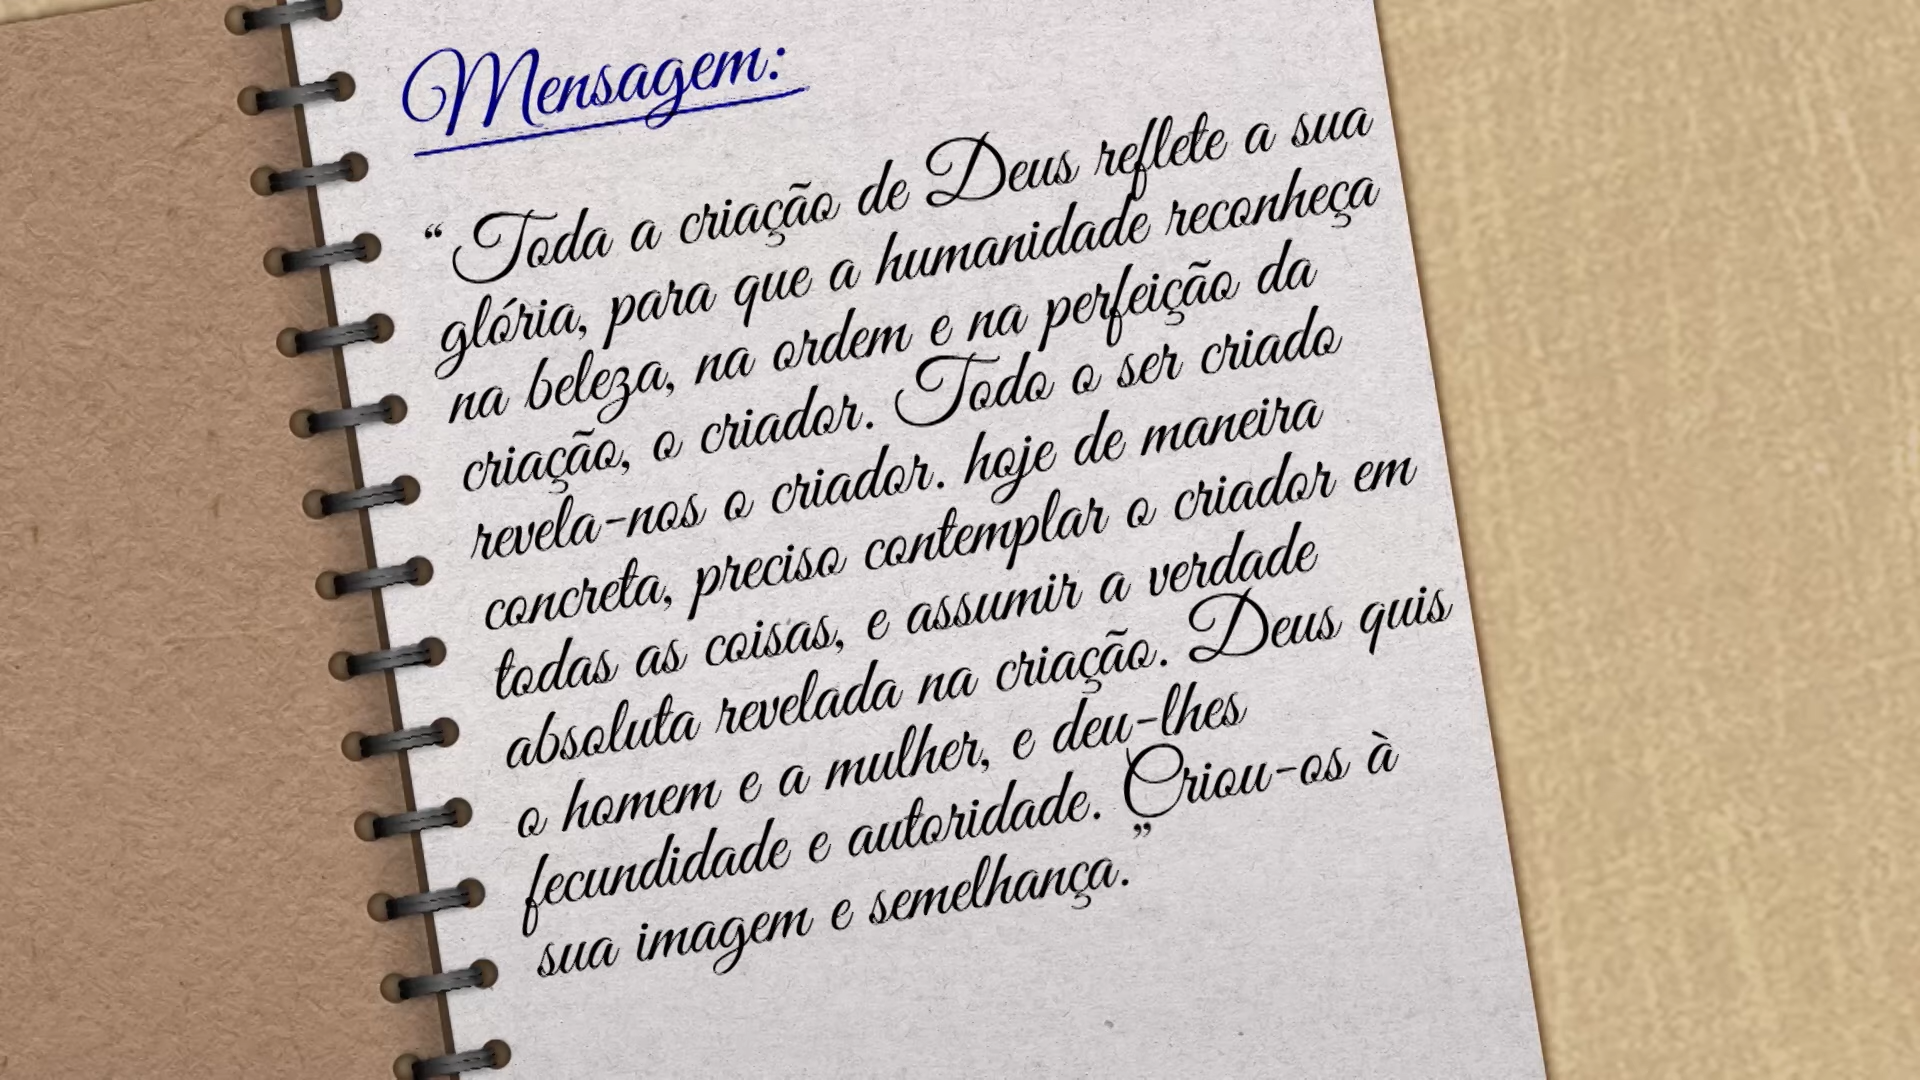 Mensagem:
“ Toda a criação de Deus reflete a sua
glória, para que a humanidade reconheça
na beleza, na ordem e na perfeição da
criação, o criador. Todo o ser criado
revela-nos o criador. hoje de maneira
concreta, preciso contemplar o criador em
todas as coisas, e assumir a verdade
absoluta revelada na criação. Deus quis
o homem e a mulher, e deu-lhes
fecundidade e autoridade. Criou-os à
sua imagem e semelhança.”